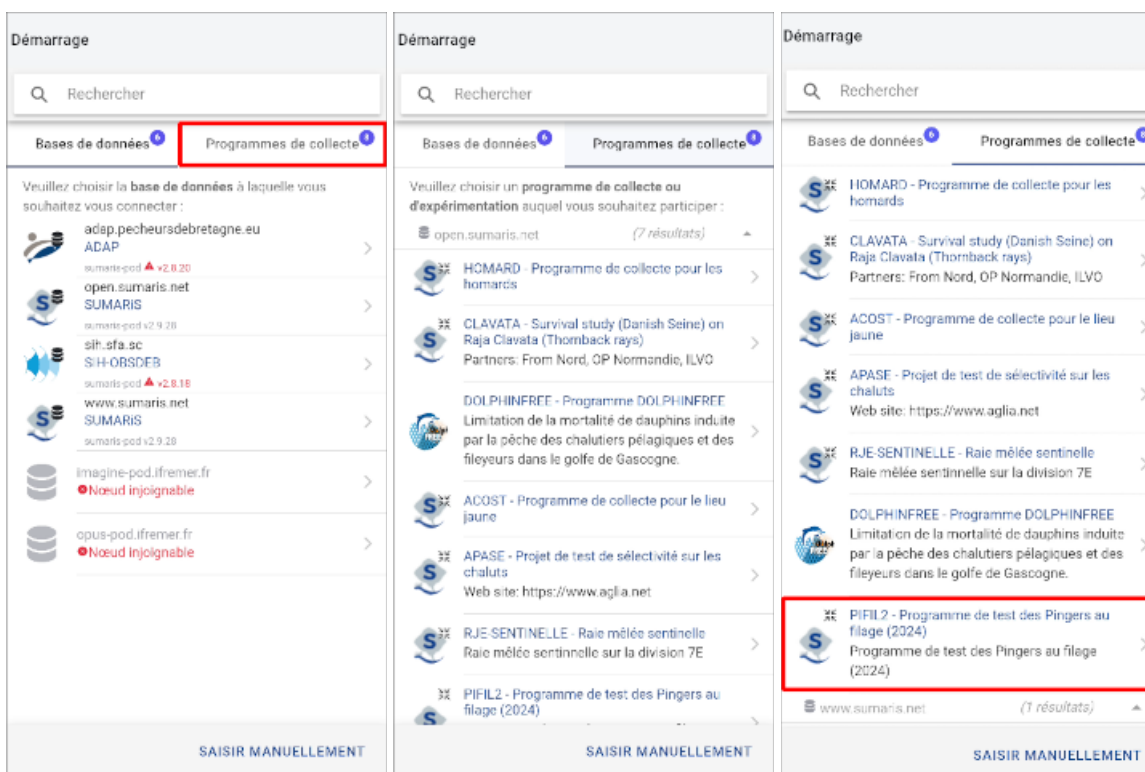 Démarrage
Rechercher
Bases de données 6
Programmes de collecte 8
Veuillez choisir la base de données à laquelle vous
souhaitez vous connecter :
adap.pecheursdebretagne.eu
ADAP
sumaris-pod v2.8.20
open.sumaris.net
SUMARiS
sumaris-pod v2.9.28
sih.sfa.sc
SIH-OBSDEB
sumaris-pod v2.8.18
www.sumaris.net
SUMARiS
sumaris-pod v2.9.28
imagine-pod.ifremer.fr
Nœud injoignable
opus-pod.ifremer.fr
Nœud injoignable
SAISIR MANUELLEMENT
Démarrage
Rechercher
Bases de données 6
Programmes de collecte 8
Veuillez choisir un programme de collecte ou
d'expérimentation auquel vous souhaitez participer :
open.sumaris.net (7 résultats)
HOMARD - Programme de collecte pour les
homards
CLAVATA - Survival study (Danish Seine) on
Raja Clavata (Thornback rays)
Partners: From Nord, OP Normandie, ILVO
DOLPHINFREE - Programme DOLPHINFREE
Limitation de la mortalité de dauphins induite
par la pêche des chalutiers pélagiques et des
fileyeurs dans le golfe de Gascogne.
ACOST - Programme de collecte pour le lieu
jaune
APASE - Projet de test de sélectivité sur les
chaluts
Web site: https://www.aglia.net
RJE-SENTINELLE - Raie mêlée sentinelle
Raie mêlée sentinnelle sur la division 7E
PIFIL2 - Programme de test des Pingers au
filage (2024)
SAISIR MANUELLEMENT
Démarrage
Rechercher
Bases de données 6
Programmes de collecte
HOMARD - Programme de collecte pour les
homards
CLAVATA - Survival study (Danish Seine) on
Raja Clavata (Thornback rays)
Partners: From Nord, OP Normandie, ILVO
ACOST - Programme de collecte pour le lieu
jaune
APASE - Projet de test de sélectivité sur les
chaluts
Web site: https://www.aglia.net
RJE-SENTINELLE - Raie mêlée sentinelle
Raie mêlée sentinnelle sur la division 7E
DOLPHINFREE - Programme DOLPHINFREE
Limitation de la mortalité de dauphins induite
par la pêche des chalutiers pélagiques et des
fileyeurs dans le golfe de Gascogne.
PIFIL2 - Programme de test des Pingers au
filage (2024)
Programme de test des Pingers au filage
(2024)
www.sumaris.net (1 résultats)
SAISIR MANUELLEMENT